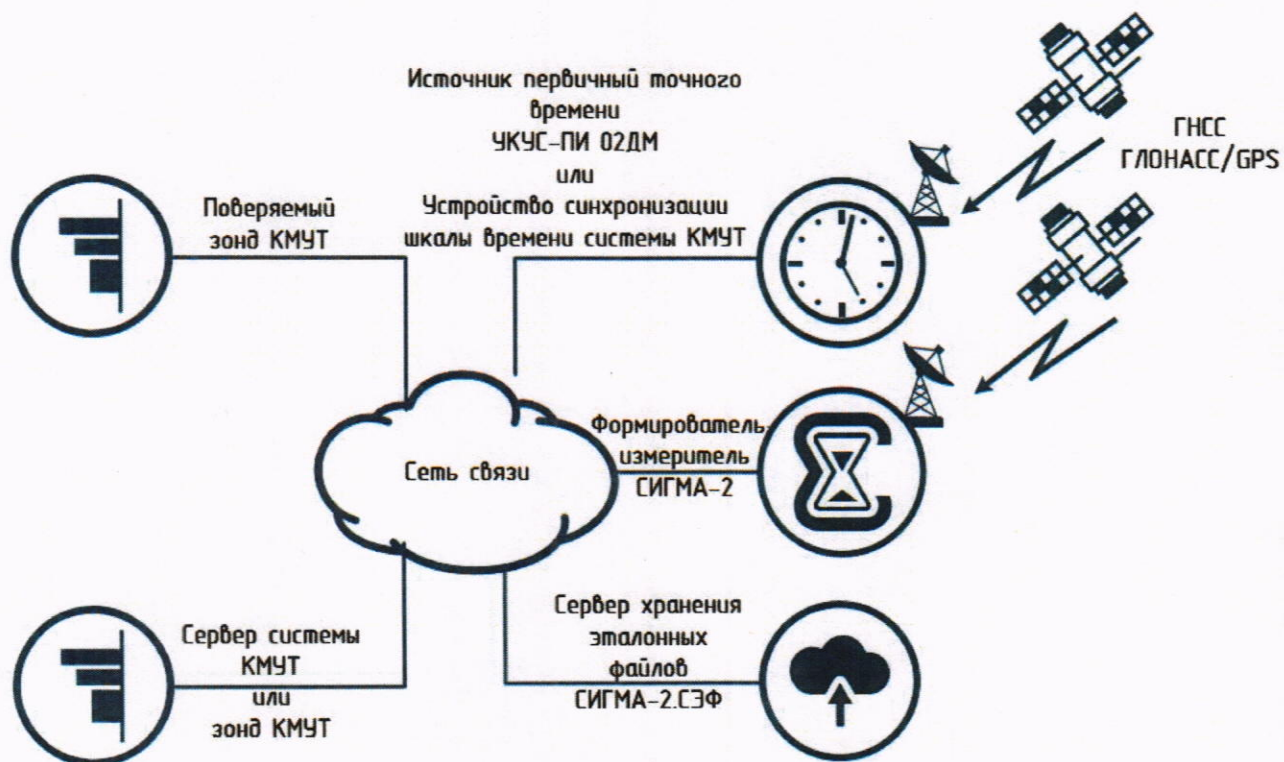 Источник первичный точного
времени
УКУС-ПИ 02ДМ
или
Устройство синхронизации
шкалы времени системы КМУТ
ГНСС
ГЛОНАСС/GPS
Поверяемый
зонд КМУТ
Сеть связи
Формирователь-
измеритель
СИГМА-2
Сервер системы
КМУТ
или
зонд КМУТ
Сервер хранения
эталонных
файлов
СИГМА-2.СЭФ